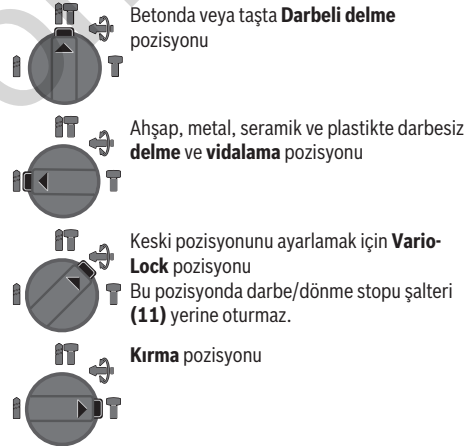 Betonda veya taşta Darbeli delme
pozisyonu
Ahşap, metal, seramik ve plastikte darbesiz
delme ve vidalama pozisyonu
Keski pozisyonunu ayarlamak için Vario-
Lock pozisyonu
Bu pozisyonda darbe/dönme stopu şalteri
(11) yerine oturmaz.
Kırma pozisyonu